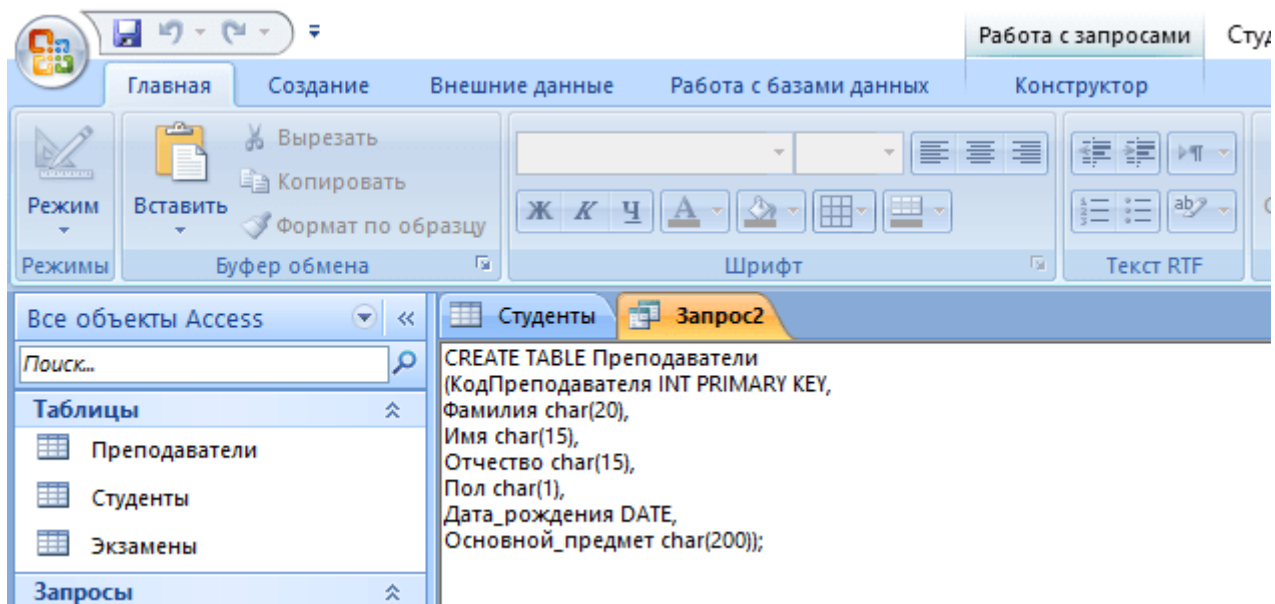 Работа с запросами
Главная
Создание
Внешние данные
Работа с базами данных
Конструктор
Режим
Вставить
Вырезать
Копировать
Формат по образцу
Ж К Ч А
Режимы
Буфер обмена
Шрифт
Текст RTF
Все объекты Access
Студенты
Запрос2
Поиск...
Таблицы
Преподаватели
Студенты
Экзамены
Запросы
CREATE TABLE Преподаватели
(КодПреподавателя INT PRIMARY KEY,
Фамилия char(20),
Имя char(15),
Отчество char(15),
Пол char(1),
Дата_рождения DATE,
Основной_предмет char(200));